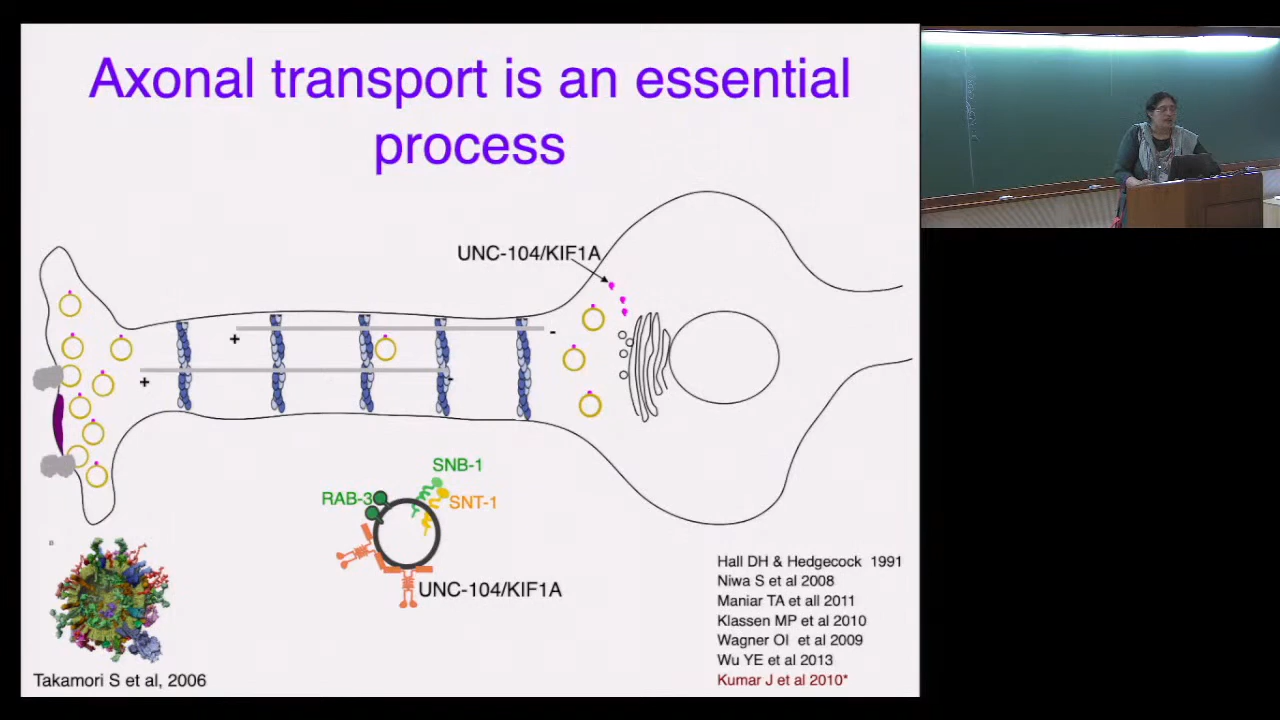 Axonal transport is an essential
process
UNC-104/KIF1A
+
-
+
-
SNB-1
RAB-3
SNT-1
UNC-104/KIF1A
Takamori S et al, 2006
Hall DH & Hedgecock 1991
Niwa S et al 2008
Maniar TA et all 2011
Klassen MP et al 2010
Wagner OI et al 2009
Wu YE et al 2013
Kumar J et al 2010*